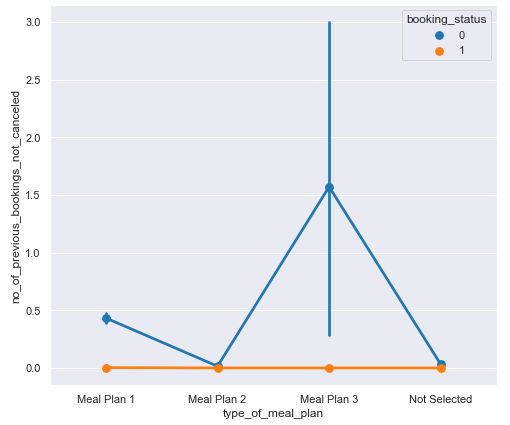 booking_status
0
1
3.0
2.5
2.0
1.5
1.0
0.5
0.0
no_of_previous_bookings_not_canceled
Meal Plan 1 Meal Plan 2 Meal Plan 3 Not Selected
type_of_meal_plan